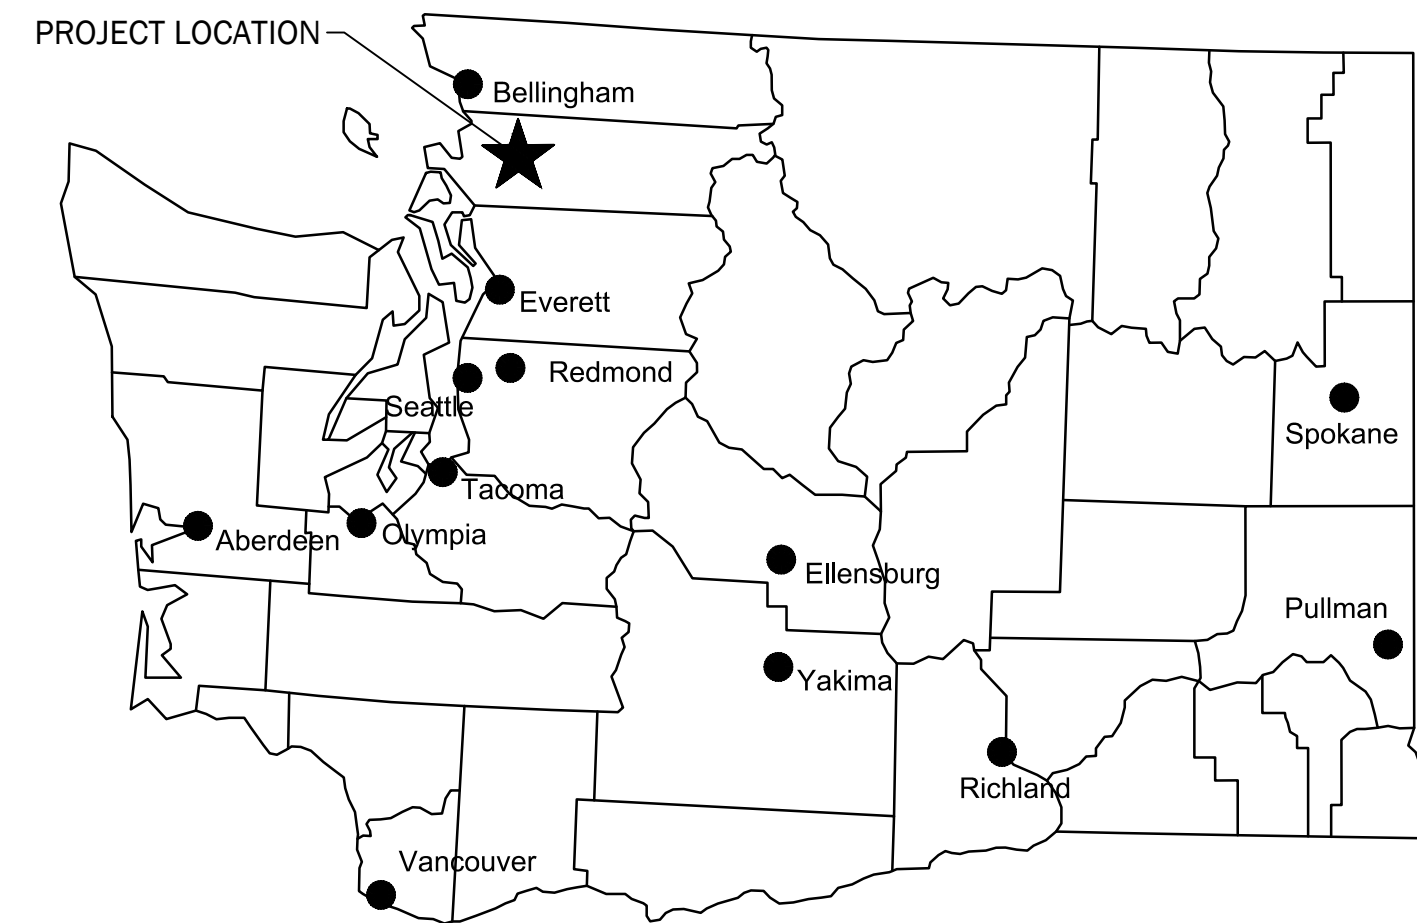 PROJECT LOCATION
Bellingham
Everett
Redmond
Seattle
Spokane
Tacoma
Aberdeen
Olympia
Ellensburg
Pullman
Yakima
Richland
Vancouver